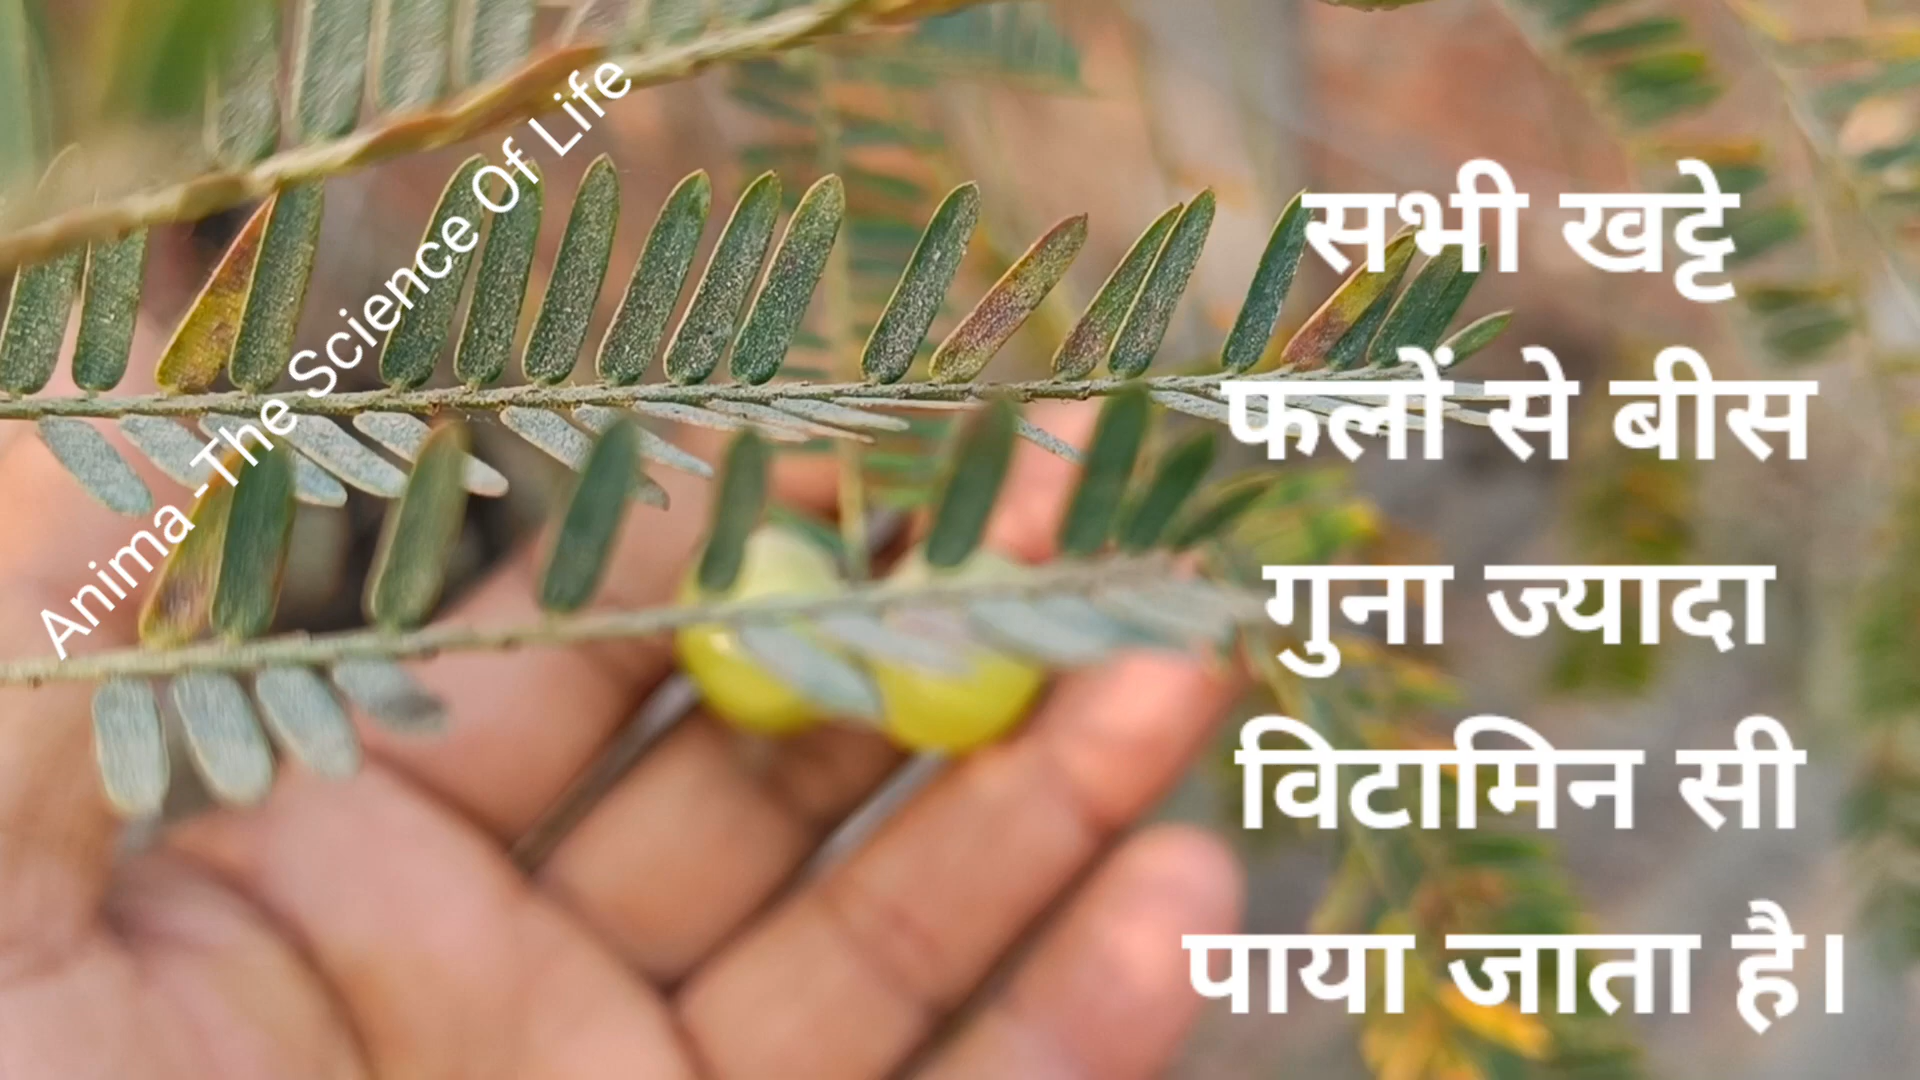 Anima -The Science Of Life
सभी खट्टे
फलों से बीस
गुना ज्यादा
विटामिन सी
पाया जाता है।